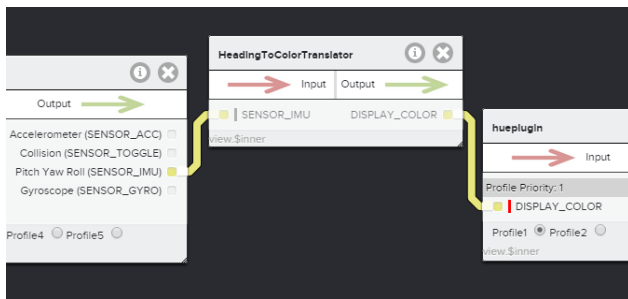 Output
Accelerometer (SENSOR_ACC)
Collision (SENSOR_TOGGLE)
Pitch Yaw Roll (SENSOR_IMU)
Gyroscope (SENSOR_GYRO)
Profile4 Profile5
HeadingToColorTranslator
Input Output
SENSOR_IMU DISPLAY_COLOR
view.$inner
hueplugin
Input
Profile Priority: 1
DISPLAY_COLOR
Profile1 Profile2
view.$inner